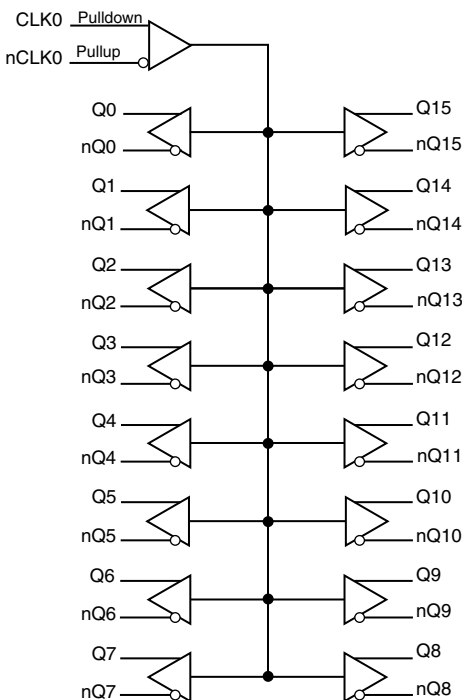 CLK0 Pulldown
nCLK0 Pullup
Q0 Q15
nQ0 nQ15
Q1 Q14
nQ1 nQ14
Q2 Q13
nQ2 nQ13
Q3 Q12
nQ3 nQ12
Q4 Q11
nQ4 nQ11
Q5 Q10
nQ5 nQ10
Q6 Q9
nQ6 nQ9
Q7 Q8
nQ7 nQ8